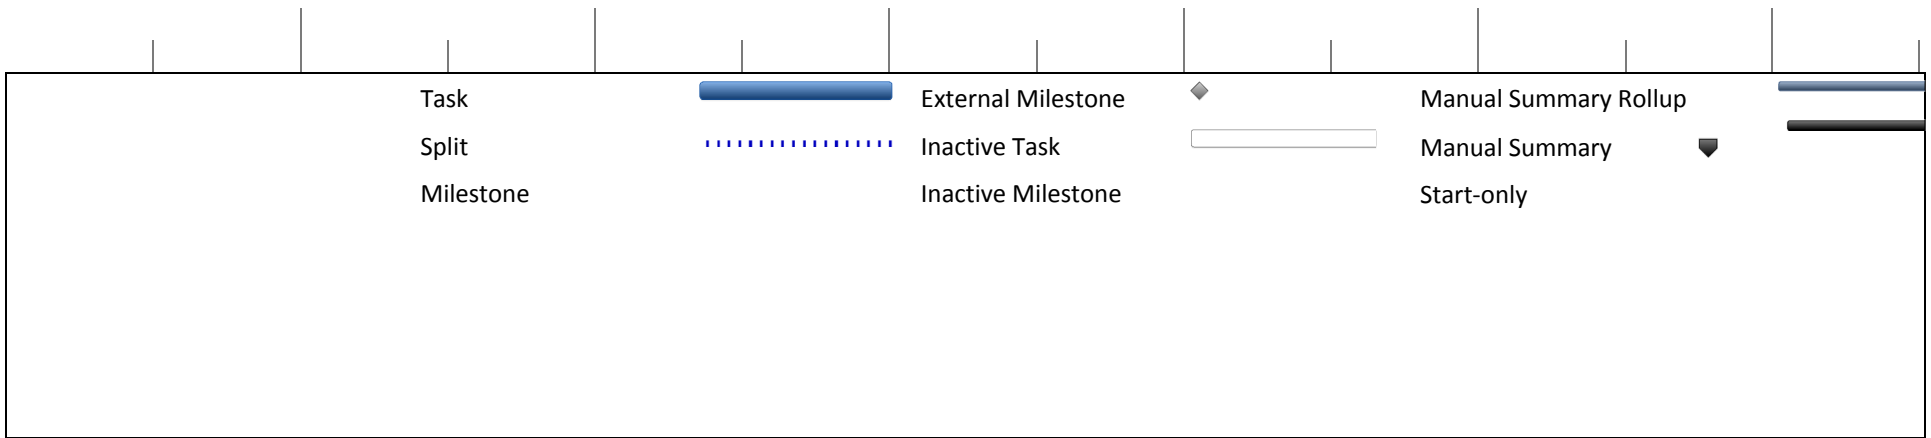 Task External Milestone Manual Summary Rollup
Split Inactive Task Manual Summary
Milestone Inactive Milestone Start-only